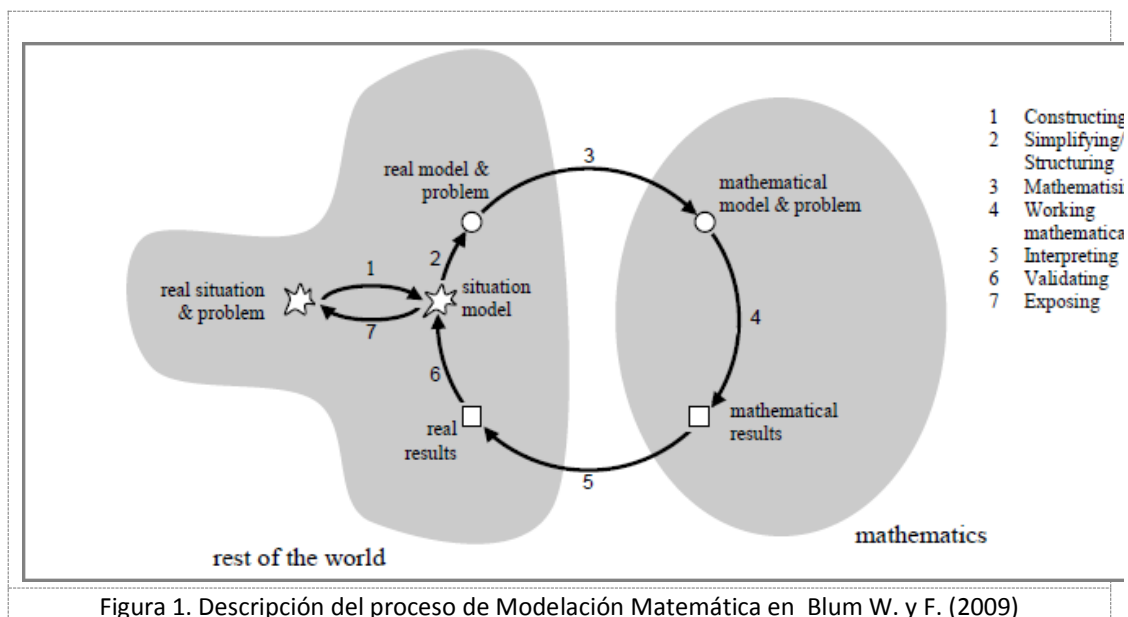 real model &
problem
3
mathematical
model & problem
1 Constructing
2 Simplifying/
Structuring
3 Mathematisi
4 Working
mathematica
5 Interpreting
6 Validating
7 Exposing
real situation
& problem
1
7
2
situation
model
4
6
real
results
5
mathematical
results
rest of the world
mathematics
Figura 1. Descripción del proceso de Modelación Matemática en Blum W. y F. (2009)